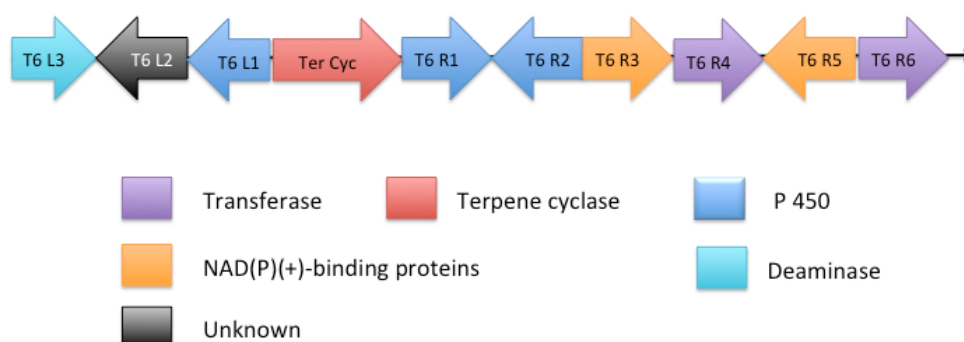 T6 L3 T6 L2 T6 L1 Ter Cyc T6 R1 T6 R2 T6 R3 T6 R4 T6 R5 T6 R6
Transferase Terpene cyclase P 450
NAD(P)(+)-binding proteins Deaminase
Unknown